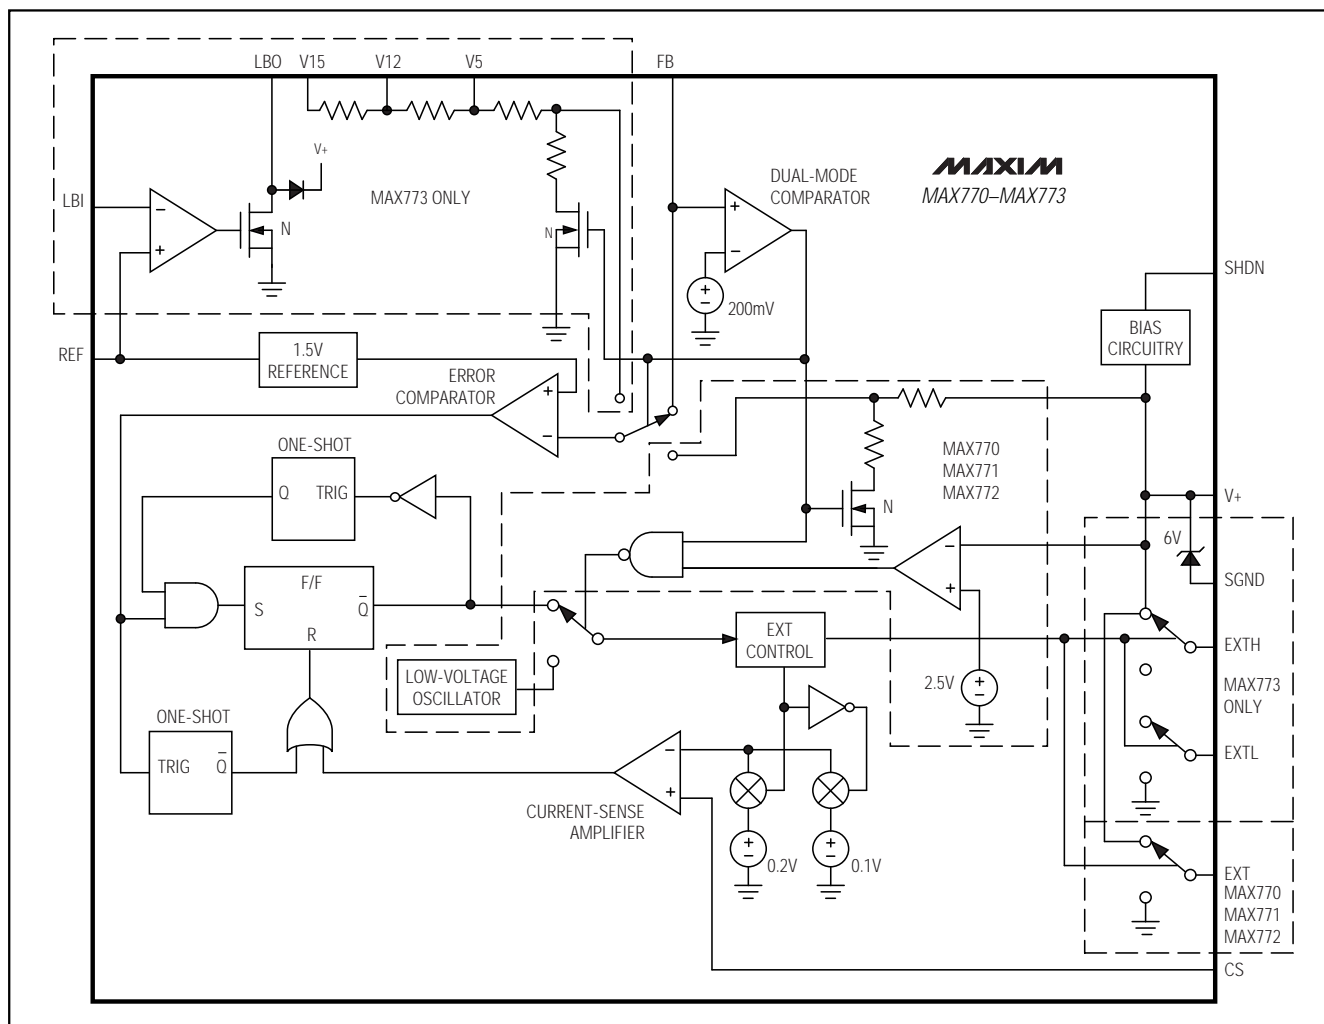 LBO V15 V12 V5 FB
V+
LBI
N
MAX773 ONLY
N
−
+
DUAL-MODE
COMPARATOR
+
−
+
−
200mV
MAXIM
MAX770–MAX773
SHDN
BIAS
CIRCUITRY
REF
1.5V
REFERENCE
ERROR
COMPARATOR
+
−
ONE-SHOT
Q TRIG
MAX770
MAX771
MAX772
N
V+
6V
SGND
−
+
F/F
S Q̅
R
EXT
CONTROL
2.5V
+
−
EXTH
MAX773
ONLY
EXTL
LOW-VOLTAGE
OSCILLATOR
ONE-SHOT
TRIG Q̅
−
+
CURRENT-SENSE
AMPLIFIER
+
−
0.2V
+
−
0.1V
EXT
MAX770
MAX771
MAX772
CS